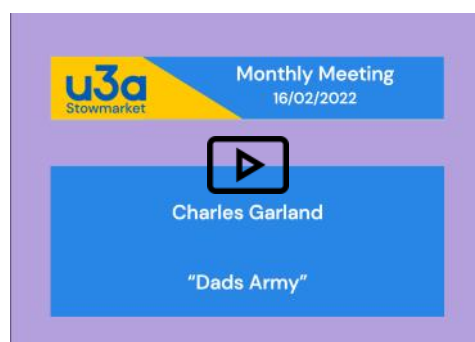 u3a
Stowmarket
Monthly Meeting
16/02/2022
Charles Garland
“Dads Army”